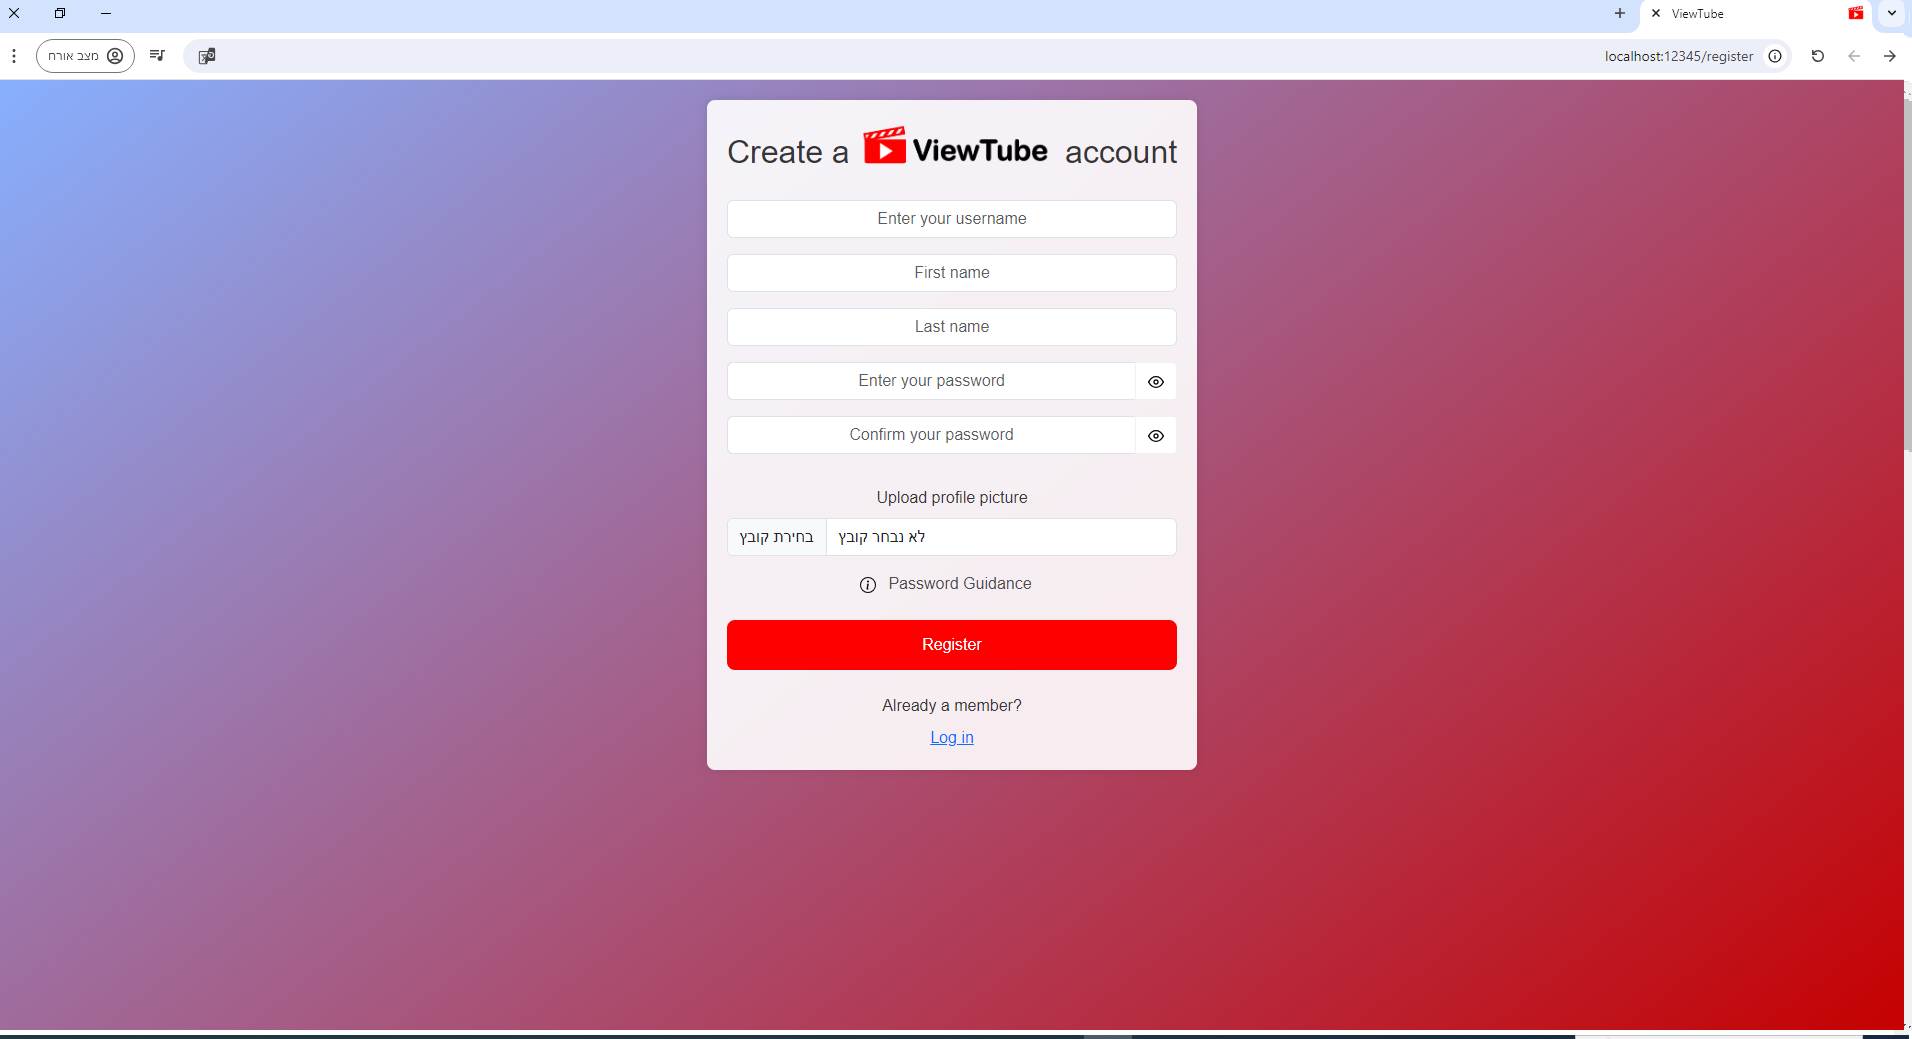 ViewTube
מצב אורח
localhost:12345/register
Create a ViewTube account
Enter your username
First name
Last name
Enter your password
Confirm your password
Upload profile picture
בחירת קובץ
לא נבחר קובץ
Password Guidance
Register
Already a member?
Log in